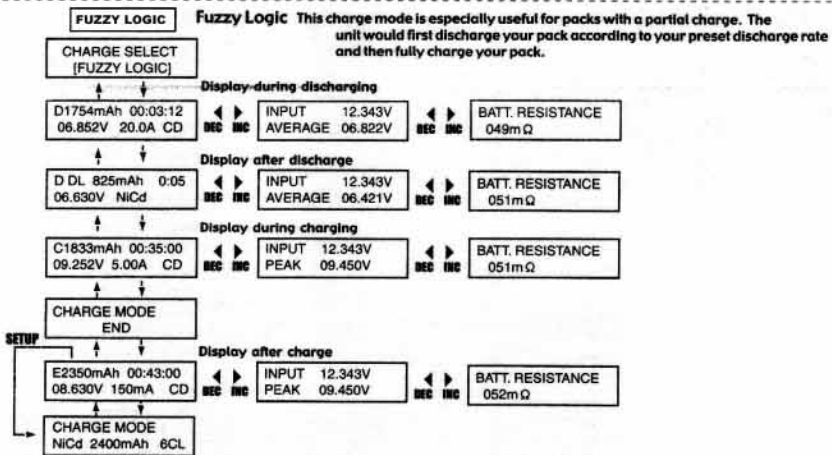 FUZZY LOGIC
Fuzzy Logic This charge mode is especially useful for packs with a partial charge. The
unit would first discharge your pack according to your preset discharge rate
and then fully charge your pack.
CHARGE SELECT
[FUZZY LOGIC]
Display during discharging
D1754mAh 00:03:12
06.852V 20.0A CD
DEC INC
INPUT 12.343V
AVERAGE 06.822V
DEC INC
BATT. RESISTANCE
049mΩ
Display after discharge
D DL 825mAh 0:05
06.630V NiCd
DEC INC
INPUT 12.343V
AVERAGE 06.421V
DEC INC
BATT. RESISTANCE
051mΩ
Display during charging
C1833mAh 00:35:00
09.252V 5.00A CD
DEC INC
INPUT 12.343V
PEAK 09.450V
DEC INC
BATT. RESISTANCE
051mΩ
CHARGE MODE
END
SETUP
Display after charge
E2350mAh 00:43:00
08.630V 150mA CD
DEC INC
INPUT 12.343V
PEAK 09.450V
DEC INC
BATT. RESISTANCE
052mΩ
CHARGE MODE
NiCd 2400mAh 6CL